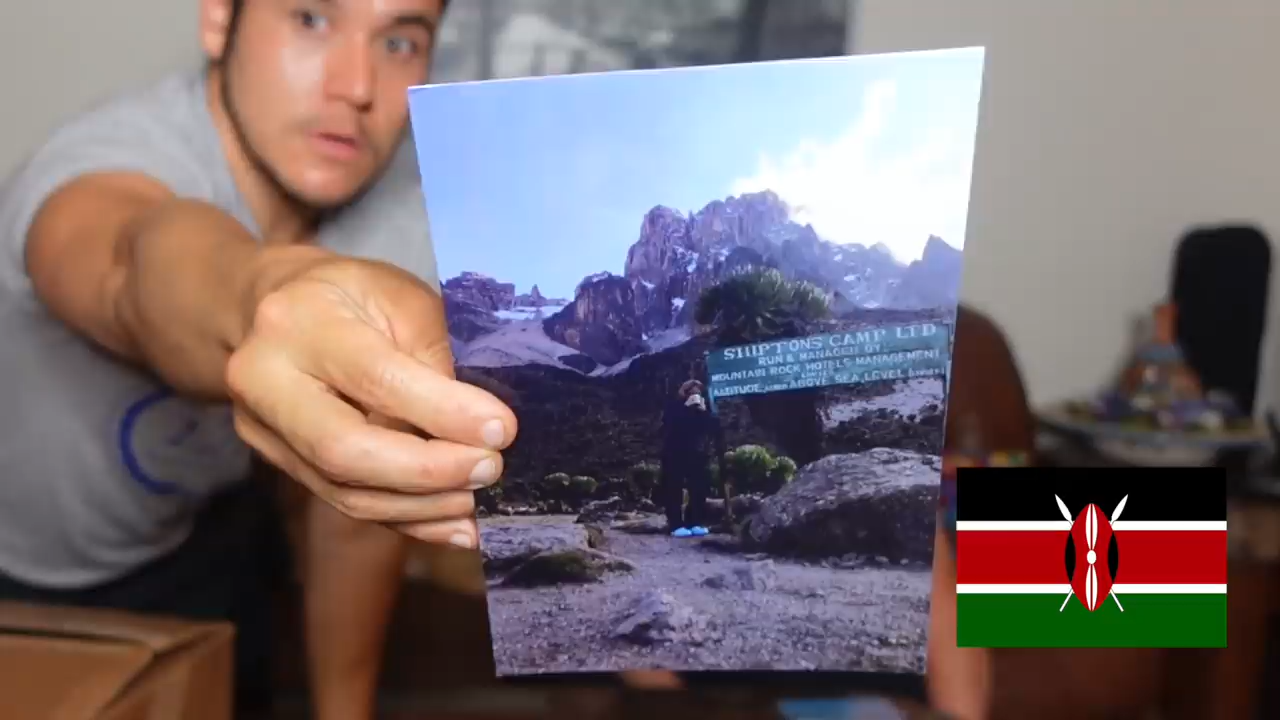 SHIPTONS CAMP LTD
RUN & MANAGED BY:
MOUNTAIN ROCK HOTELS MANAGEMENT
ALTITUDE ABOVE SEA LEVEL